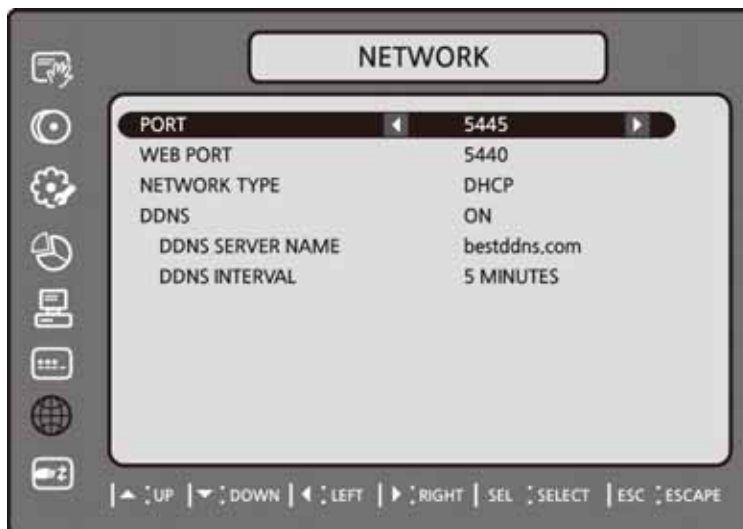 NETWORK
PORT 5445
WEB PORT 5440
NETWORK TYPE DHCP
DDNS ON
DDNS SERVER NAME bestddns.com
DDNS INTERVAL 5 MINUTES
▲ : UP | ▼ : DOWN | ◀ : LEFT | ▶ : RIGHT | SEL : SELECT | ESC : ESCAPE